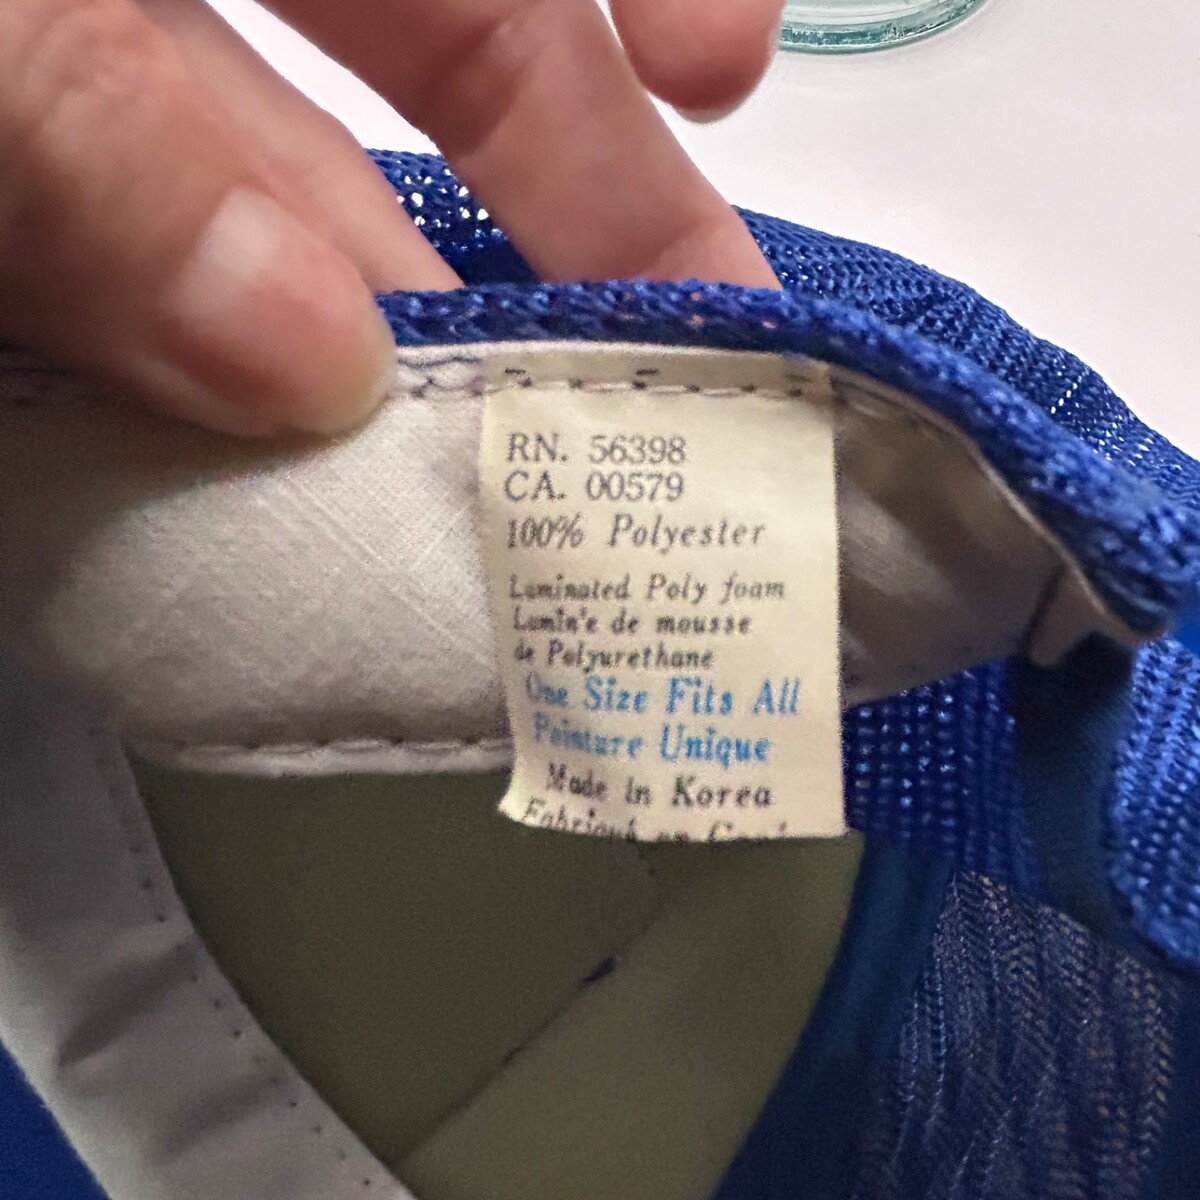 RN. 56398
CA. 00579
100% Polyester
Laminated Poly foam
Lamin'e de mousse
de Polyurethane
One Size Fits All
Pointure Unique
Made in Korea